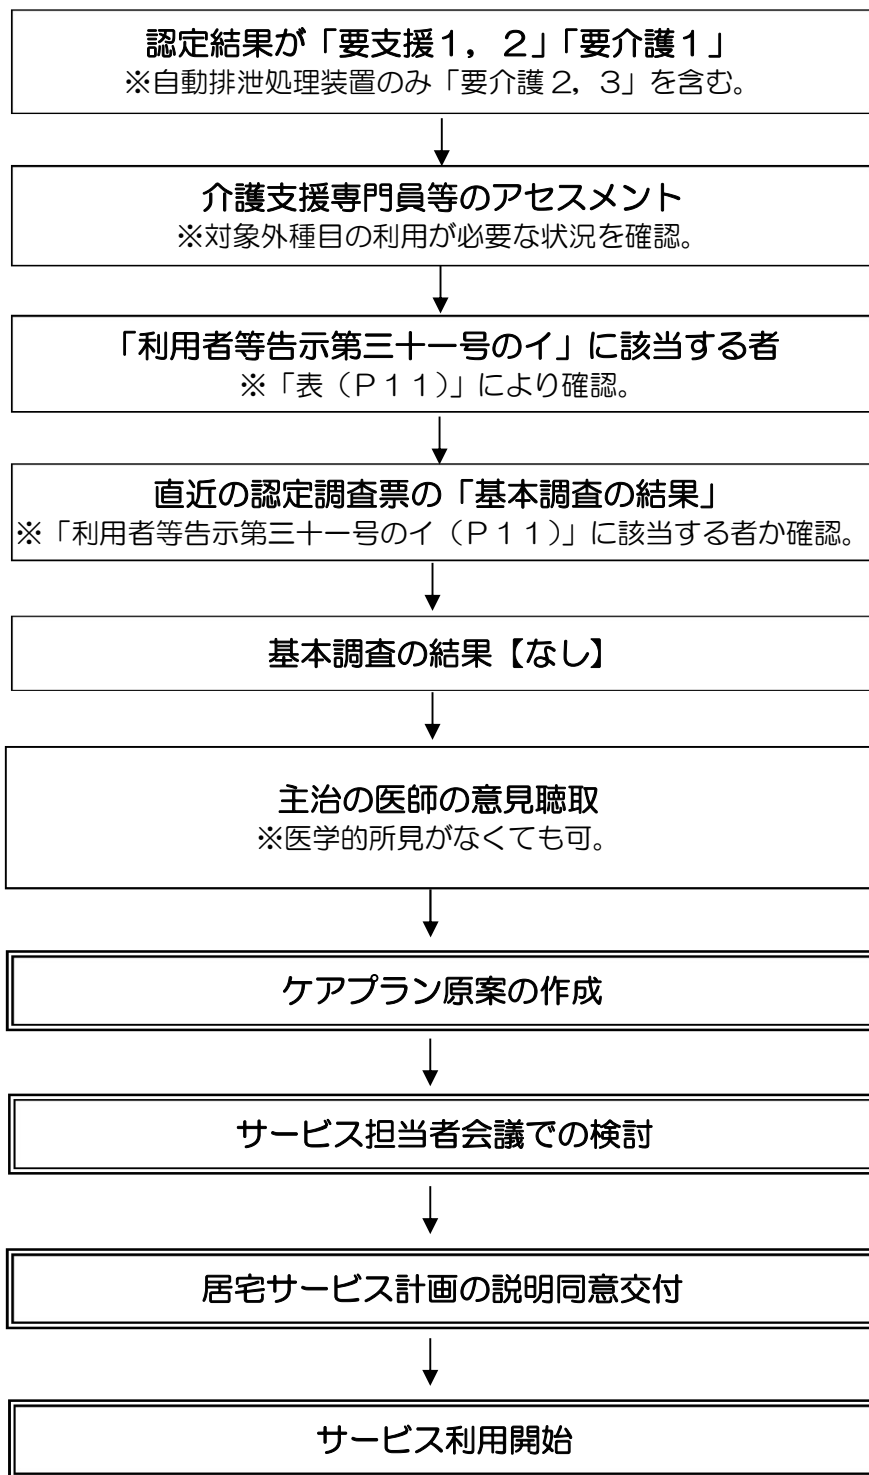 認定結果が「要支援１，２」「要介護１」
※自動排泄処理装置のみ「要介護２，３」を含む。
介護支援専門員等のアセスメント
※対象外種目の利用が必要な状況を確認。
「利用者等告示第三十一号のイ」に該当する者
※「表（Ｐ１１）」により確認。
直近の認定調査票の「基本調査の結果」
※「利用者等告示第三十一号のイ（Ｐ１１）」に該当する者か確認。
基本調査の結果【なし】
主治の医師の意見聴取
※医学的所見がなくても可。
ケアプラン原案の作成
サービス担当者会議での検討
居宅サービス計画の説明同意交付
サービス利用開始